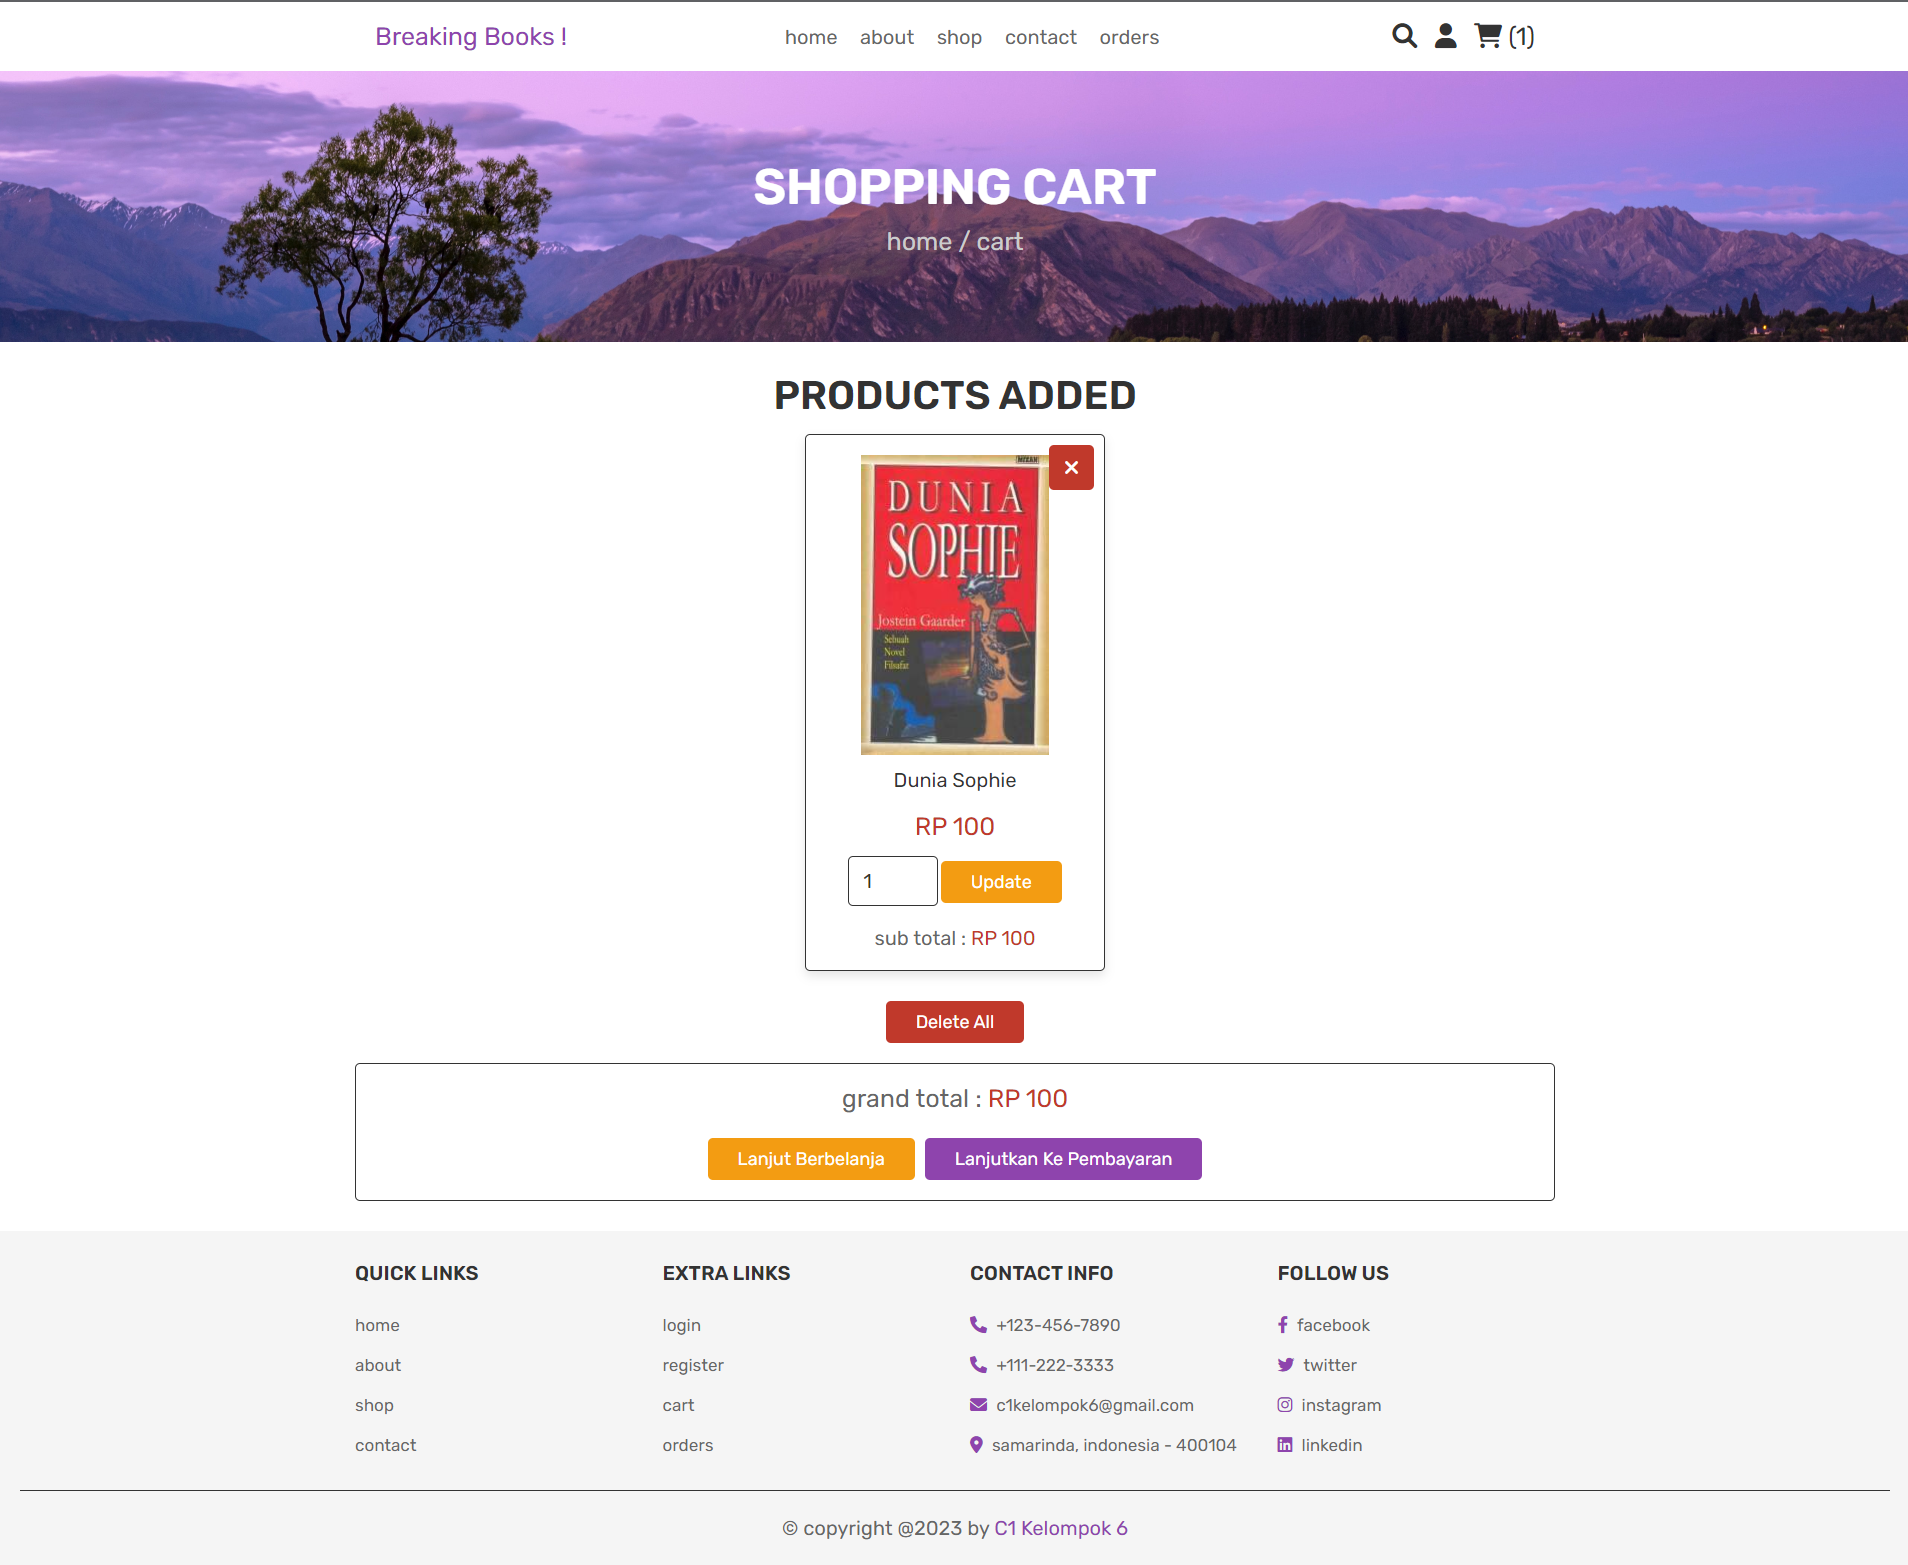 Breaking Books !
home about shop contact orders
(1)
SHOPPING CART
home / cart
PRODUCTS ADDED
MIZAN
DUNIA
SOPHIE
Jostein Gaarder
Sebuah
Novel
Filsafat
Dunia Sophie
RP 100
1 Update
sub total : RP 100
Delete All
grand total : RP 100
Lanjut Berbelanja Lanjutkan Ke Pembayaran
QUICK LINKS
home
about
shop
contact
EXTRA LINKS
login
register
cart
orders
CONTACT INFO
+123-456-7890
+111-222-3333
c1kelompok6@gmail.com
samarinda, indonesia - 400104
FOLLOW US
facebook
twitter
instagram
linkedin
© copyright @2023 by C1 Kelompok 6